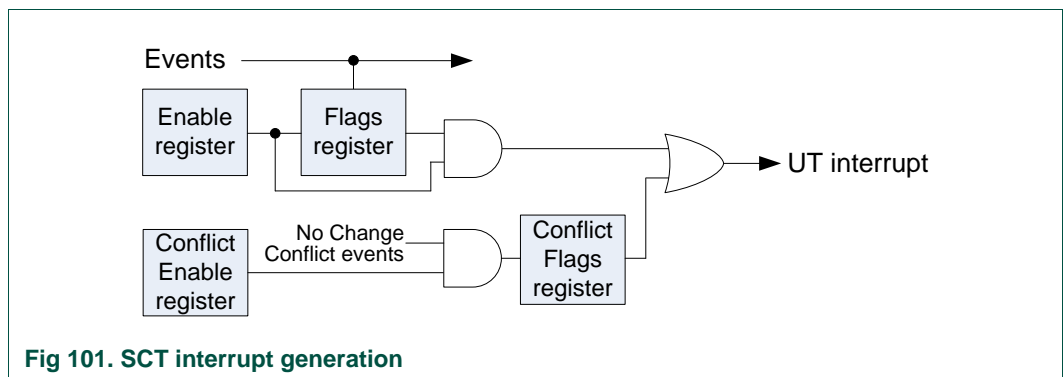 Events
Enable
register
Flags
register
UT interrupt
No Change
Conflict events
Conflict
Enable
register
Conflict
Flags
register
Fig 101. SCT interrupt generation